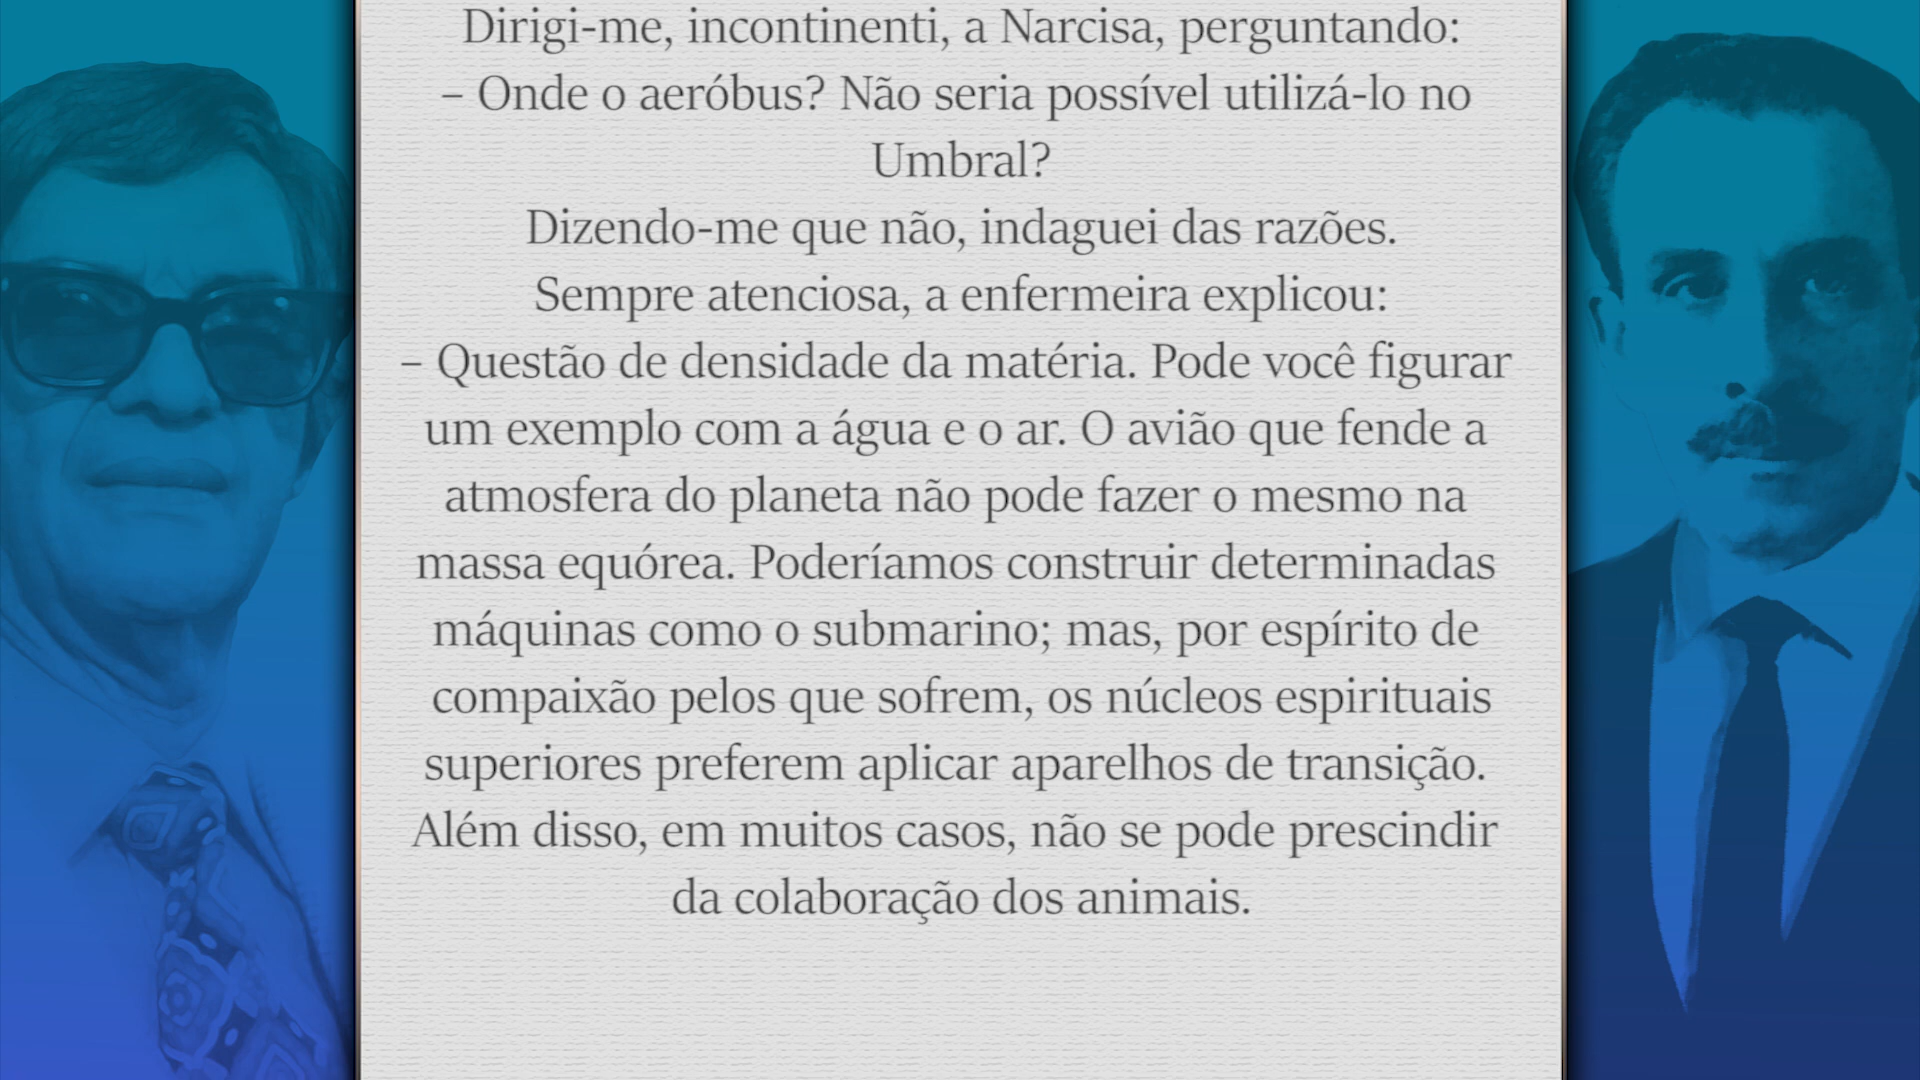 Dirigi-me, incontinenti, a Narcisa, perguntando:
– Onde o aeróbus? Não seria possível utilizá-lo no
Umbral?
Dizendo-me que não, indaguei das razões.
Sempre atenciosa, a enfermeira explicou:
– Questão de densidade da matéria. Pode você figurar
um exemplo com a água e o ar. O avião que fende a
atmosfera do planeta não pode fazer o mesmo na
massa equórea. Poderíamos construir determinadas
máquinas como o submarino; mas, por espírito de
compaixão pelos que sofrem, os núcleos espirituais
superiores preferem aplicar aparelhos de transição.
Além disso, em muitos casos, não se pode prescindir
da colaboração dos animais.